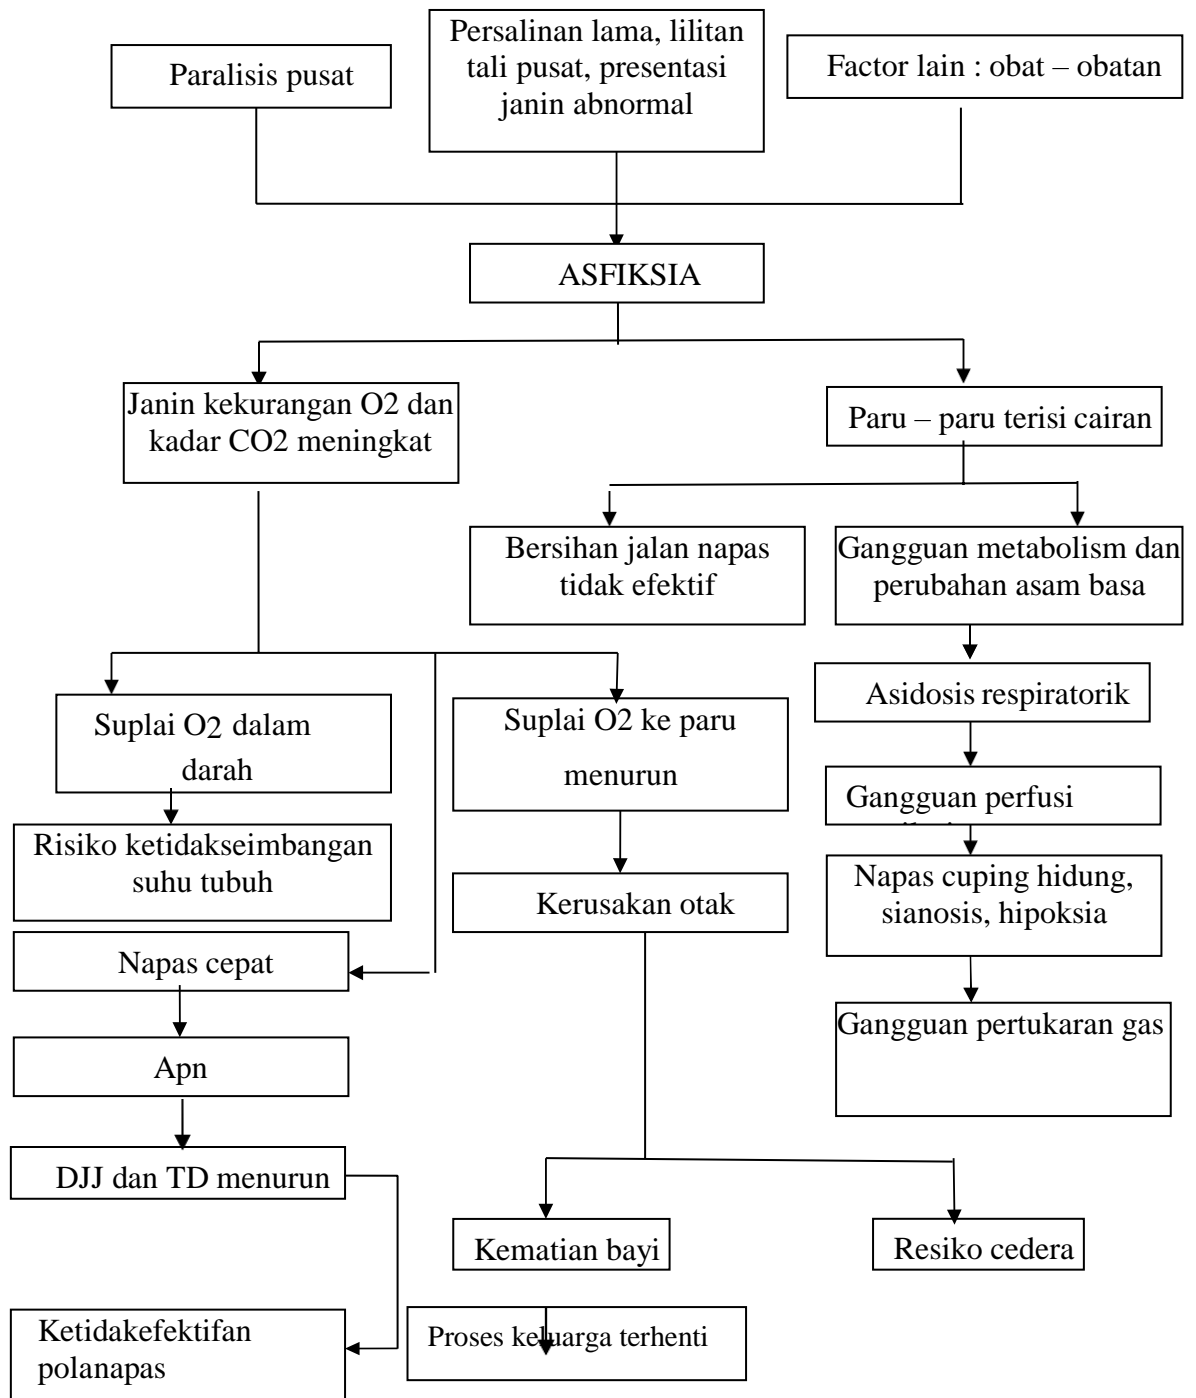 Paralisis pusat
Persalinan lama, lilitan
tali pusat, presentasi
janin abnormal
Factor lain : obat – obatan
ASFIKSIA
Janin kekurangan O2 dan
kadar CO2 meningkat
Paru – paru terisi cairan
Bersihan jalan napas
tidak efektif
Gangguan metabolism dan
perubahan asam basa
Suplai O2 dalam
darah
Suplai O2 ke paru
menurun
Asidosis respiratorik
Gangguan perfusi
Risiko ketidakseimbangan
suhu tubuh
Kerusakan otak
Napas cuping hidung,
sianosis, hipoksia
Napas cepat
Gangguan pertukaran gas
Apn
DJJ dan TD menurun
Kematian bayi
Resiko cedera
Ketidakefektifan
polanapas
Proses keluarga terhenti